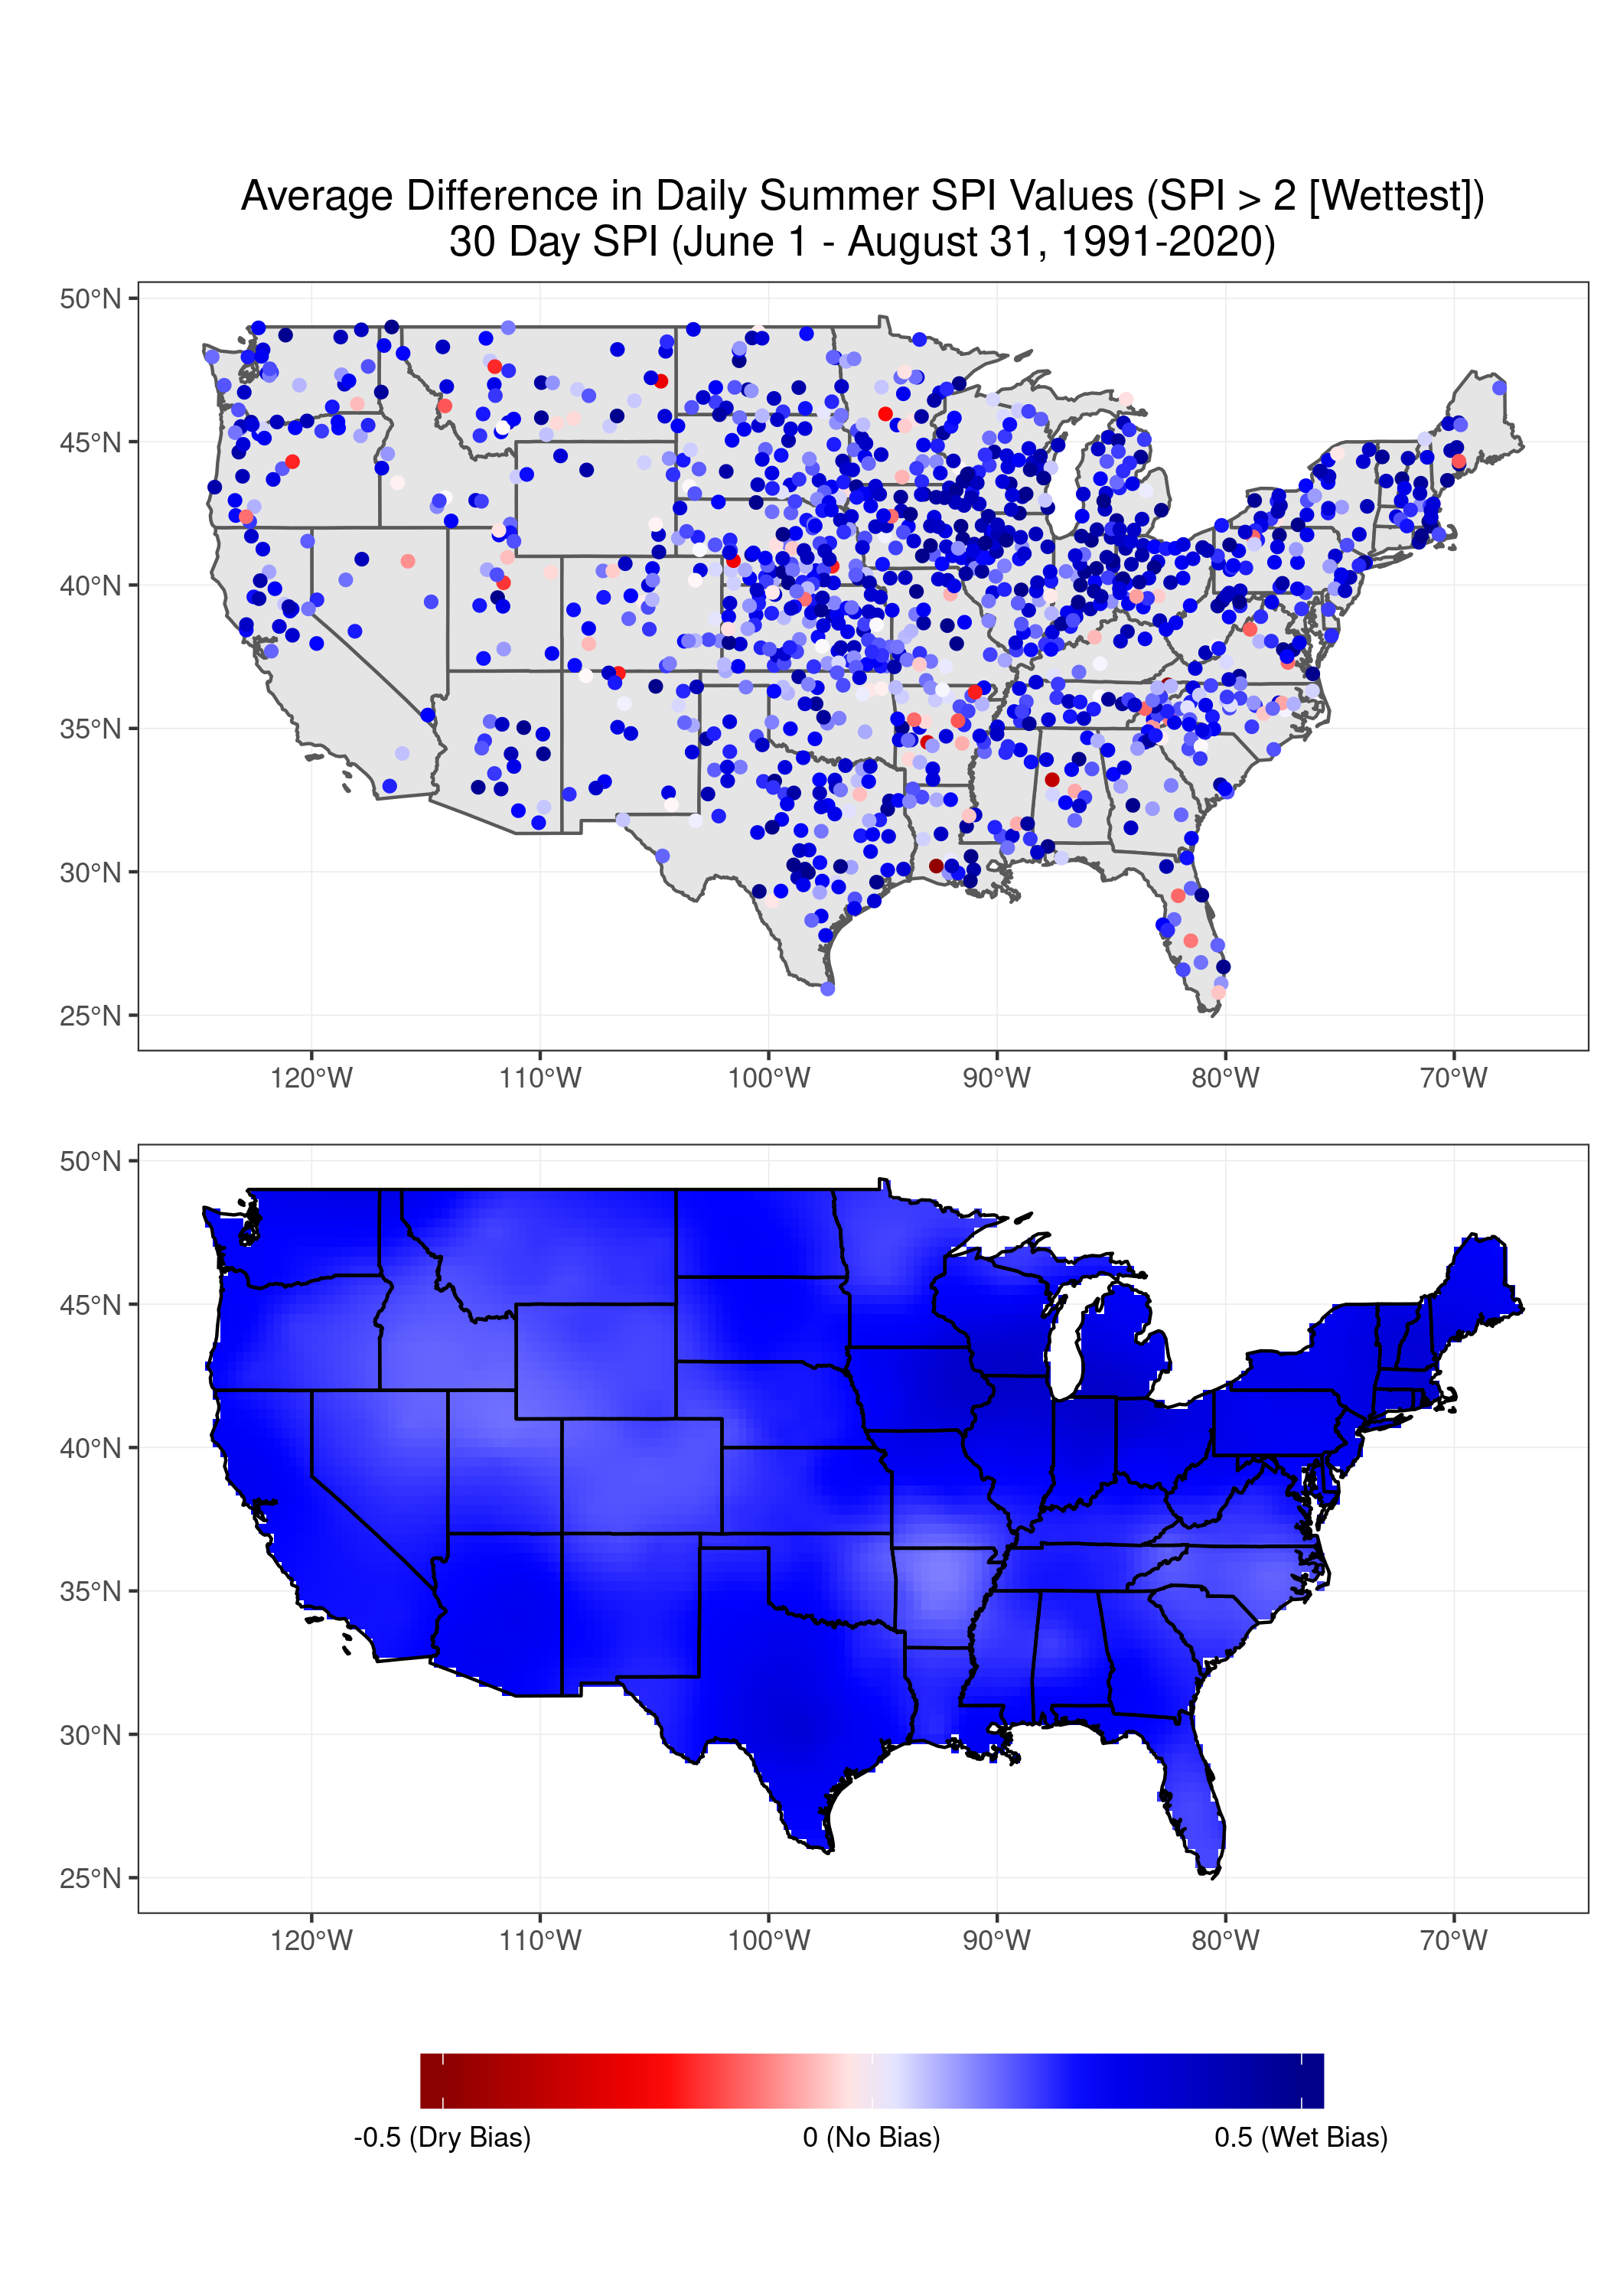 Average Difference in Daily Summer SPI Values (SPI > 2 [Wettest])
30 Day SPI (June 1 - August 31, 1991-2020)
50°N
45°N
40°N
35°N
30°N
25°N
120°W 110°W 100°W 90°W 80°W 70°W
50°N
45°N
40°N
35°N
30°N
25°N
120°W 110°W 100°W 90°W 80°W 70°W
-0.5 (Dry Bias) 0 (No Bias) 0.5 (Wet Bias)